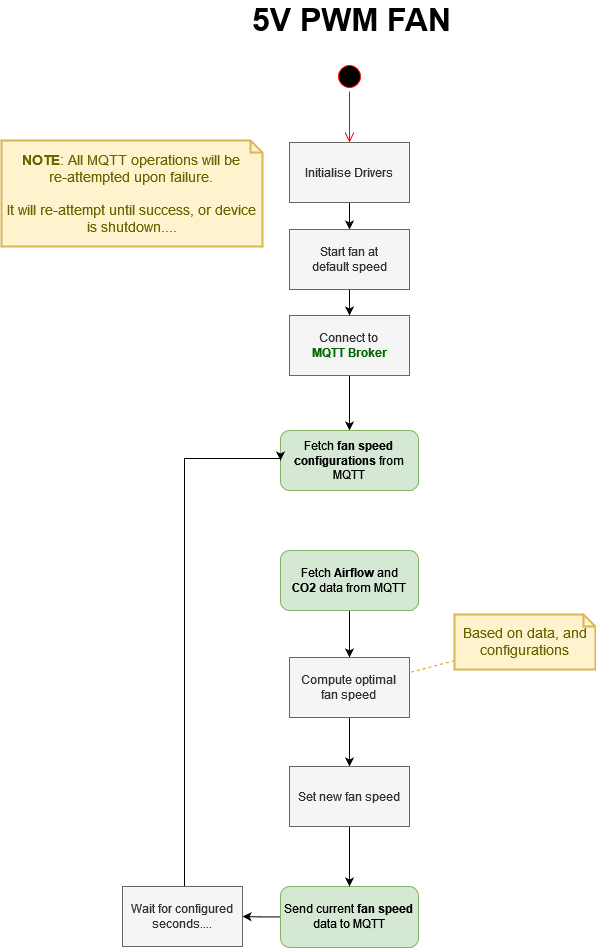 5V PWM FAN
NOTE: All MQTT operations will be
re-attempted upon failure.
It will re-attempt until success, or device
is shutdown....
Initialise Drivers
Start fan at
default speed
Connect to
MQTT Broker
Fetch fan speed
configurations from
MQTT
Fetch Airflow and
CO2 data from MQTT
Based on data, and
configurations
Compute optimal
fan speed
Set new fan speed
Send current fan speed
data to MQTT
Wait for configured
seconds....